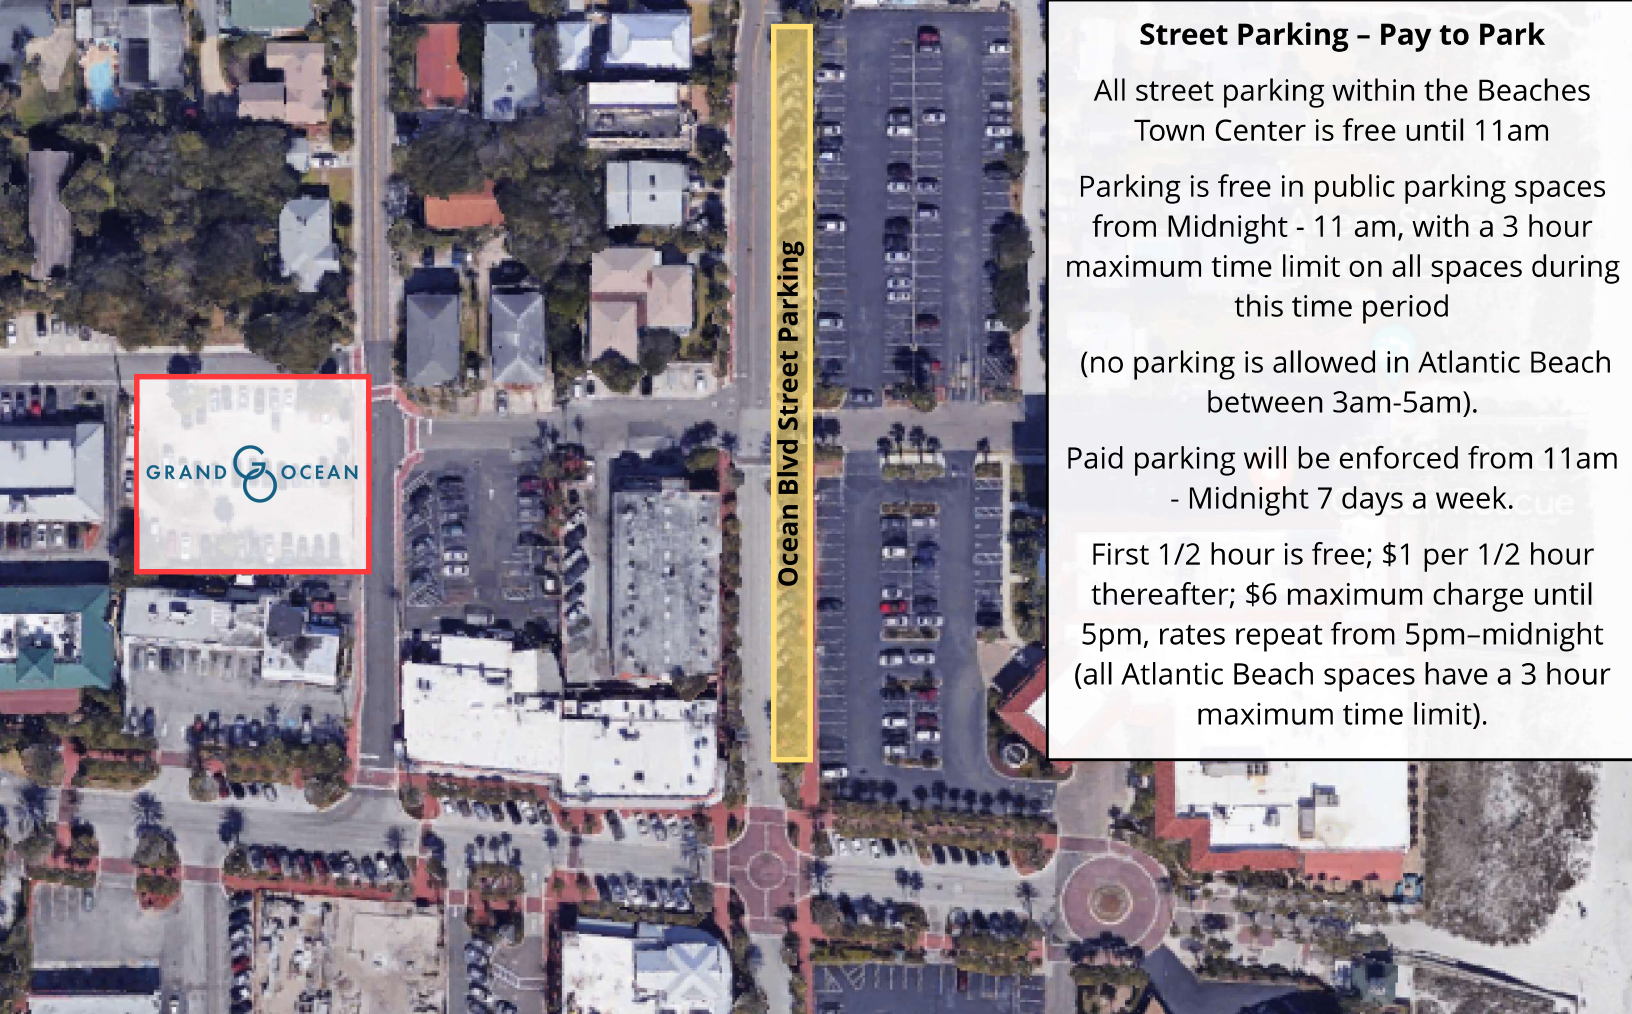 Street Parking – Pay to Park
All street parking within the Beaches
Town Center is free until 11am
Parking is free in public parking spaces
from Midnight - 11 am, with a 3 hour
maximum time limit on all spaces during
this time period
(no parking is allowed in Atlantic Beach
between 3am-5am).
Paid parking will be enforced from 11am
- Midnight 7 days a week.
First 1/2 hour is free; $1 per 1/2 hour
thereafter; $6 maximum charge until
5pm, rates repeat from 5pm–midnight
(all Atlantic Beach spaces have a 3 hour
maximum time limit).
Ocean Blvd Street Parking
GRAND GO OCEAN